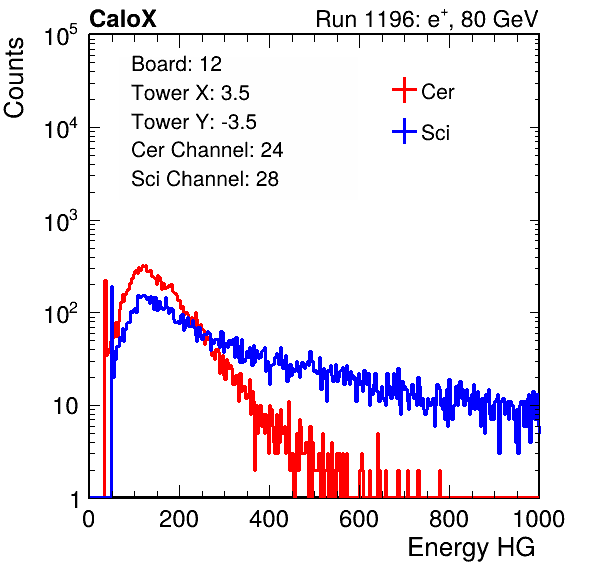 CaloX Run 1196: e⁺, 80 GeV
Board: 12
Tower X: 3.5
Tower Y: -3.5
Cer Channel: 24
Sci Channel: 28
Cer
Sci
Counts
10⁵
10⁴
10³
10²
10
1
0 200 400 600 800 1000
Energy HG